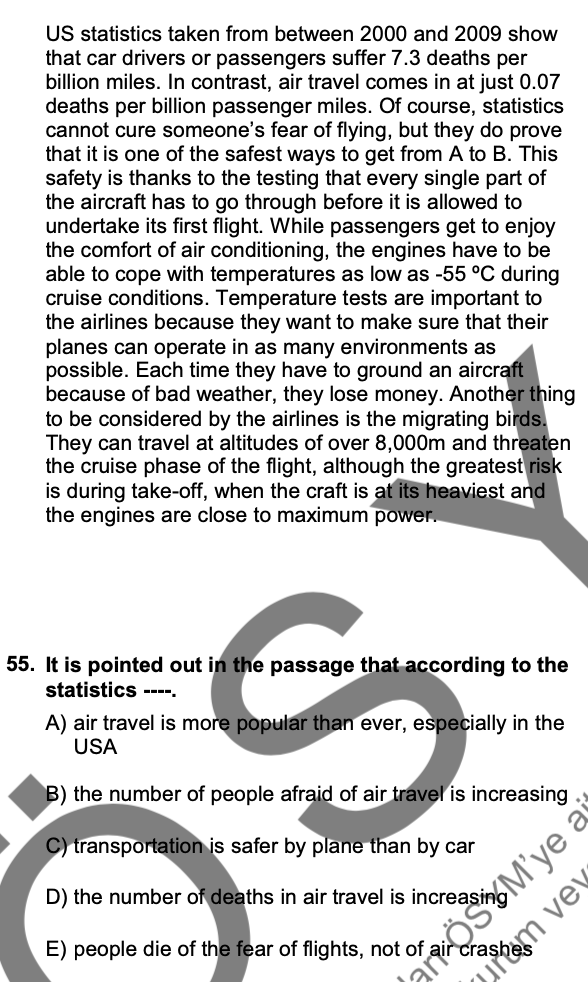 US statistics taken from between 2000 and 2009 show
that car drivers or passengers suffer 7.3 deaths per
billion miles. In contrast, air travel comes in at just 0.07
deaths per billion passenger miles. Of course, statistics
cannot cure someone's fear of flying, but they do prove
that it is one of the safest ways to get from A to B. This
safety is thanks to the testing that every single part of
the aircraft has to go through before it is allowed to
undertake its first flight. While passengers get to enjoy
the comfort of air conditioning, the engines have to be
able to cope with temperatures as low as -55 ºC during
cruise conditions. Temperature tests are important to
the airlines because they want to make sure that their
planes can operate in as many environments as
possible. Each time they have to ground an aircraft
because of bad weather, they lose money. Another thing
to be considered by the airlines is the migrating birds.
They can travel at altitudes of over 8,000m and threaten
the cruise phase of the flight, although the greatest risk
is during take-off, when the craft is at its heaviest and
the engines are close to maximum power.
55. It is pointed out in the passage that according to the
statistics ----.
A) air travel is more popular than ever, especially in the
USA
B) the number of people afraid of air travel is increasing
C) transportation is safer by plane than by car
D) the number of deaths in air travel is increasing
E) people die of the fear of flights, not of air crashes
ÖSY
ÖSYM'ye